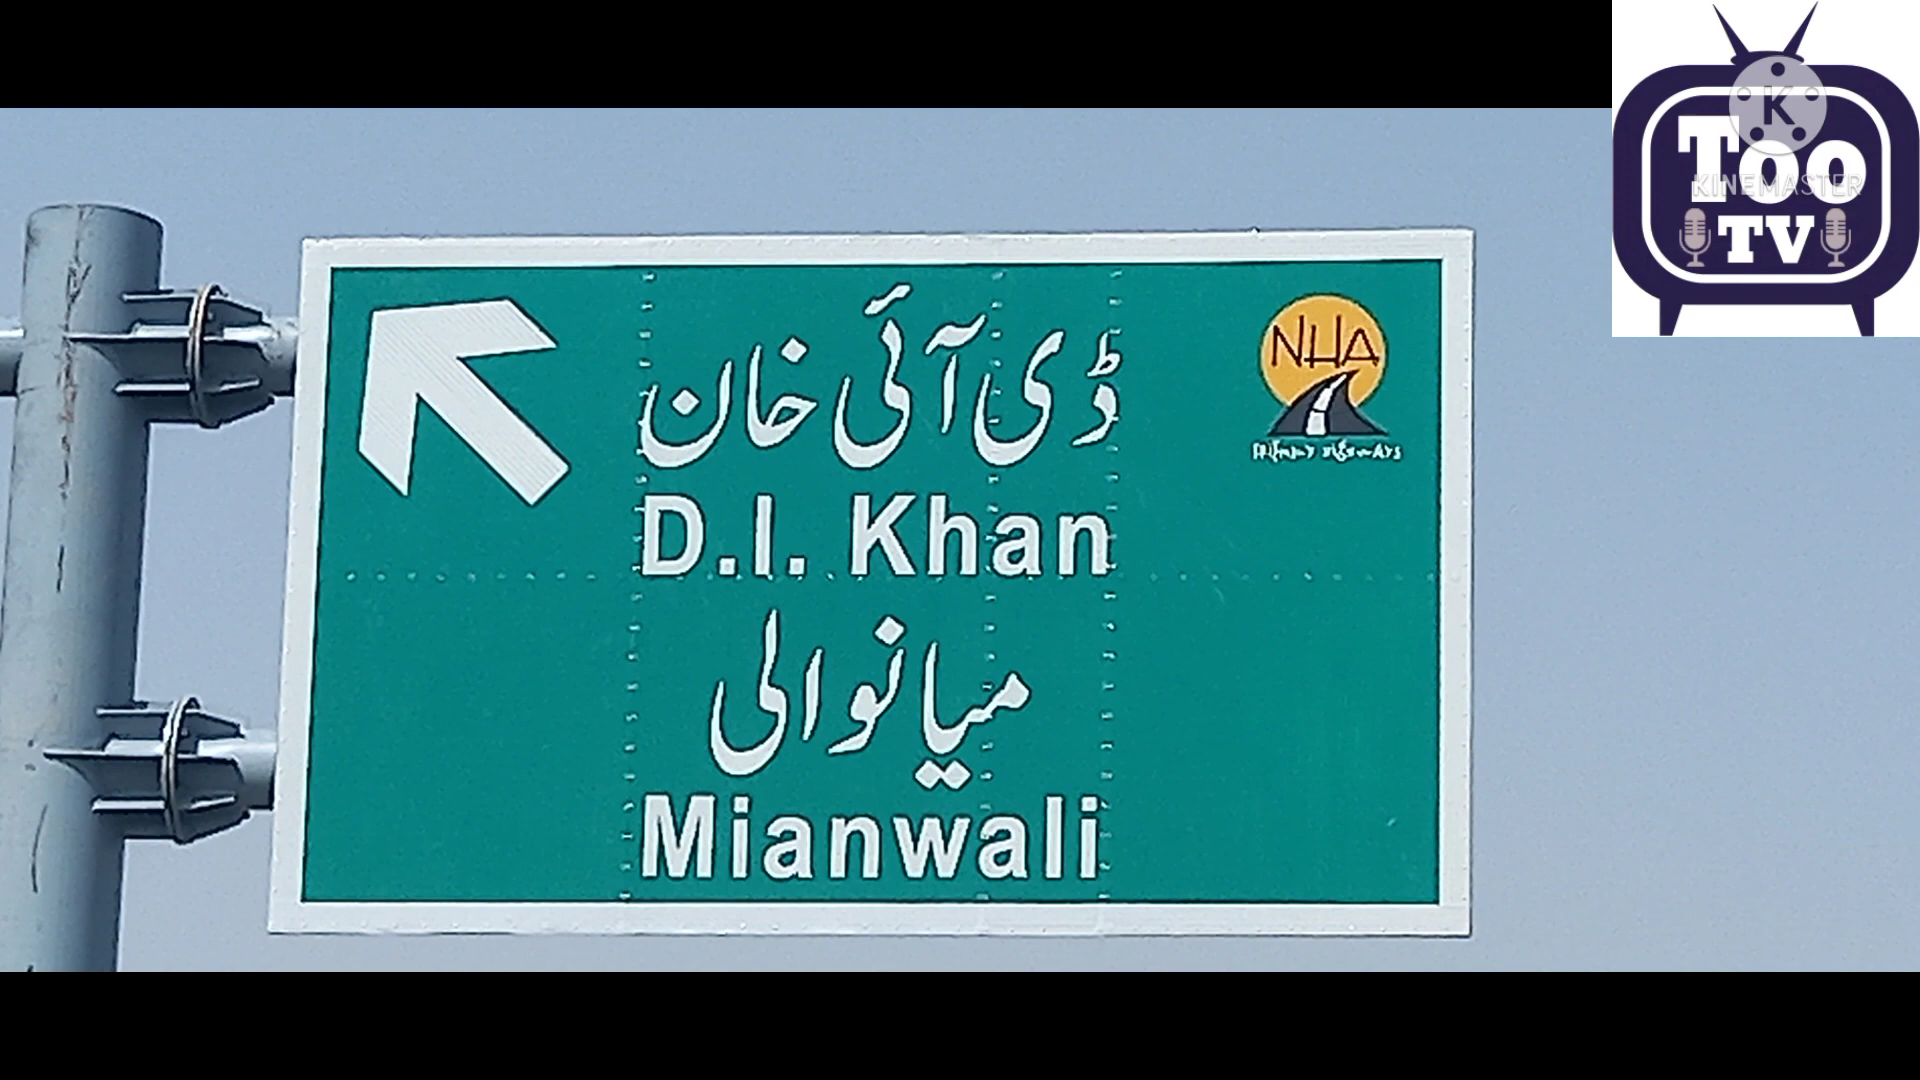 ڈی آئی خان
D.I. Khan
میانوالی
Mianwali
NHA
Too
TV
K
KINEMASTER